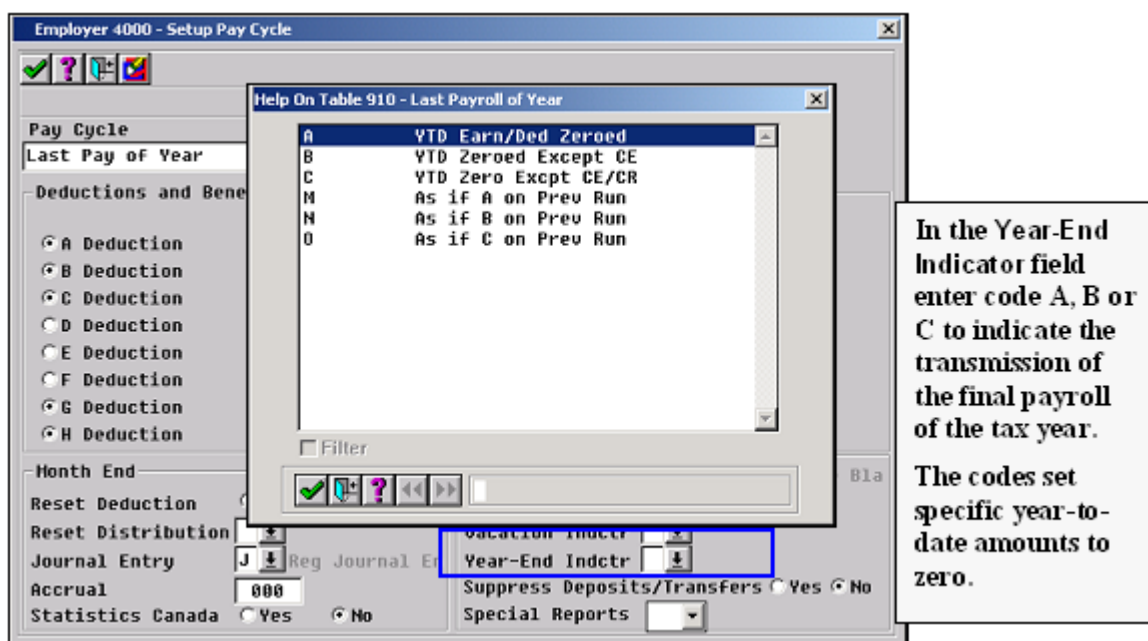 Employer 4000 - Setup Pay Cycle
Help On Table 910 - Last Payroll of Year
Pay Cycle
Last Pay of Year
A YTD Earn/Ded Zeroed
B YTD Zeroed Except CE
C YTD Zero Excpt CE/CR
M As if A on Prev Run
N As if B on Prev Run
O As if C on Prev Run
Filter
Deductions and Bene
A Deduction
B Deduction
C Deduction
D Deduction
E Deduction
F Deduction
G Deduction
H Deduction
Month End
Reset Deduction
Reset Distribution
Journal Entry J Reg Journal En
Accrual 000
Statistics Canada Yes No
Bla
Vacation Indctr
Year-End Indctr
Suppress Deposits/Transfers Yes No
Special Reports
In the Year-End
Indicator field
enter code A, B or
C to indicate the
transmission of
the final payroll
of the tax year.
The codes set
specific year-to-
date amounts to
zero.